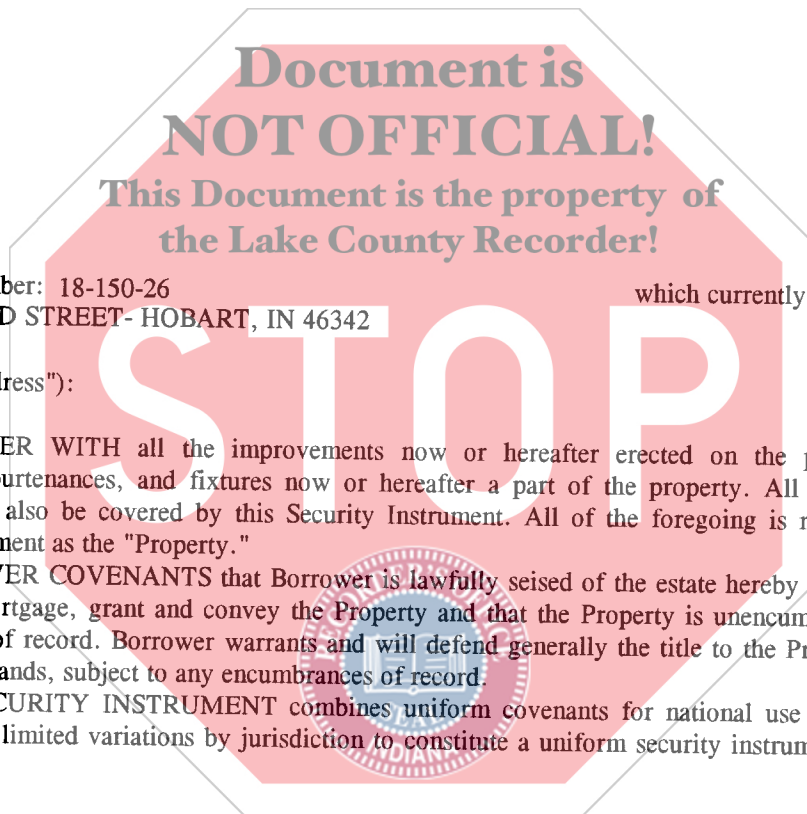 Document is
NOT OFFICIAL!
This Document is the property of
the Lake County Recorder!
ber: 18-150-26 which currently
D STREET- HOBART, IN 46342
STOP
ress"):
ER WITH all the improvements now or hereafter erected on the
urtenances, and fixtures now or hereafter a part of the property. All
also be covered by this Security Instrument. All of the foregoing is
ment as the "Property."
ER COVENANTS that Borrower is lawfully seised of the estate hereby
rtgage, grant and convey the Property and that the Property is unencum
of record. Borrower warrants and will defend generally the title to the Pr
ands, subject to any encumbrances of record.
CURITY INSTRUMENT combines uniform covenants for national use
limited variations by jurisdiction to constitute a uniform security instrum
SEAL
INDIANA